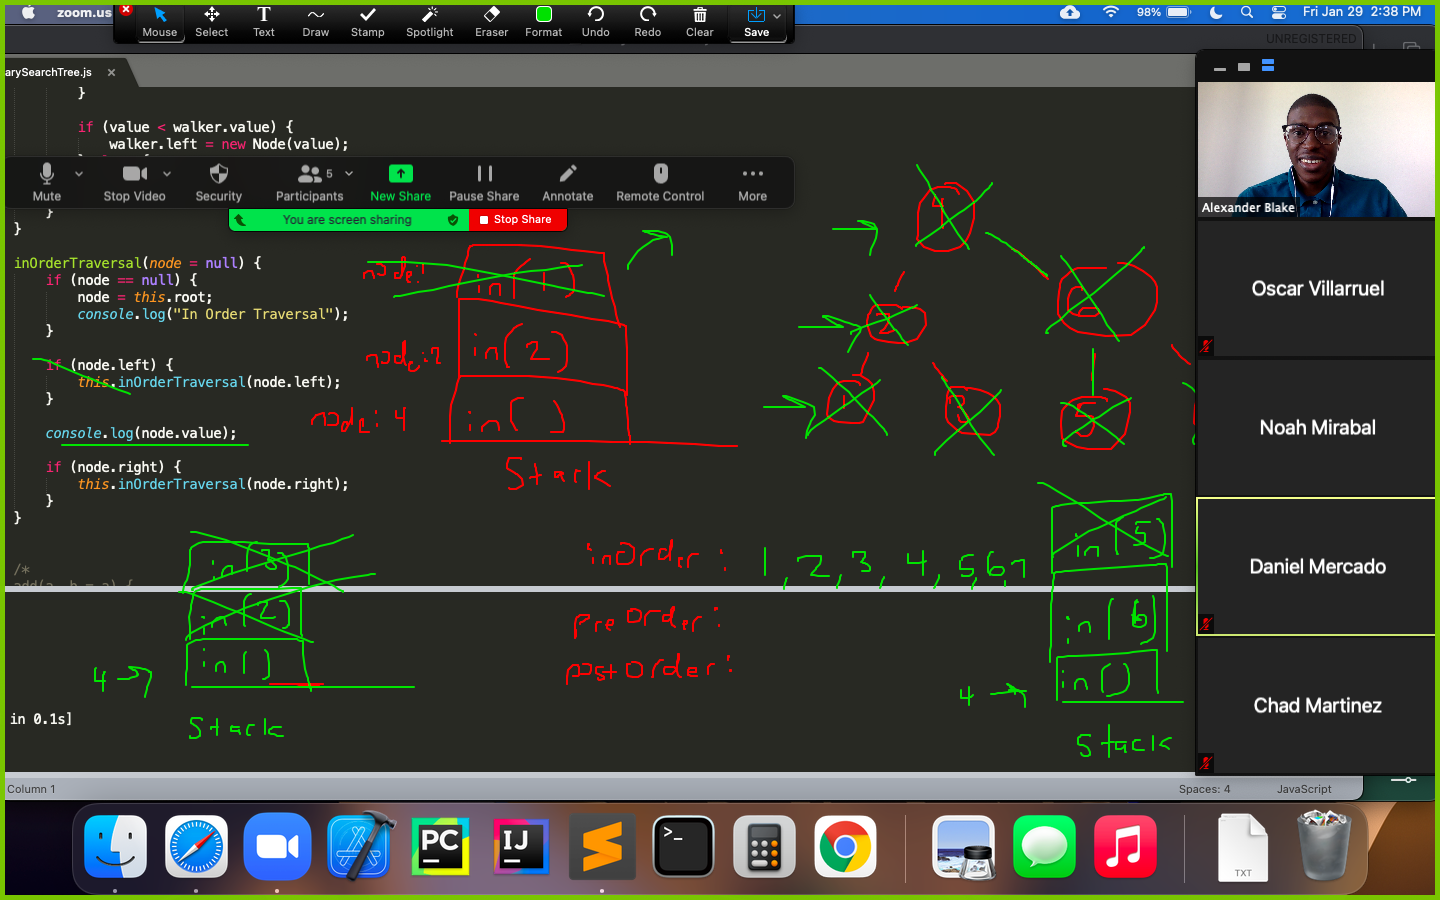 zoom.us
98%
Fri Jan 29 2:38 PM
Mouse Select Text Draw Stamp Spotlight Eraser Format Undo Redo Clear Save
UNREGISTERED
arySearchTree.js ×
}
if (value < walker.value) {
walker.left = new Node(value);
Mute Stop Video Security Participants 5 New Share Pause Share Annotate Remote Control More
You are screen sharing Stop Share
}
}
inOrderTraversal(node = null) {
if (node == null) {
node = this.root;
console.log("In Order Traversal");
}
if (node.left) {
this.inOrderTraversal(node.left);
}
console.log(node.value);
if (node.right) {
this.inOrderTraversal(node.right);
}
}
/*
add(a, b = a) {
in 0.1s]
node:1 in(1)
node:2 in(2)
node:4 in( )
Stack
4
2 6
1 3 5
in(3)
in(2)
4 → in( )
Stack
inOrder: 1, 2, 3, 4, 5, 6, 7
preOrder:
postOrder:
in(5)
in(6)
4 → in( )
Stack
Alexander Blake
Oscar Villarruel
Noah Mirabal
Daniel Mercado
Chad Martinez
Column 1
Spaces: 4
JavaScript
PC
IJ
>_
TXT